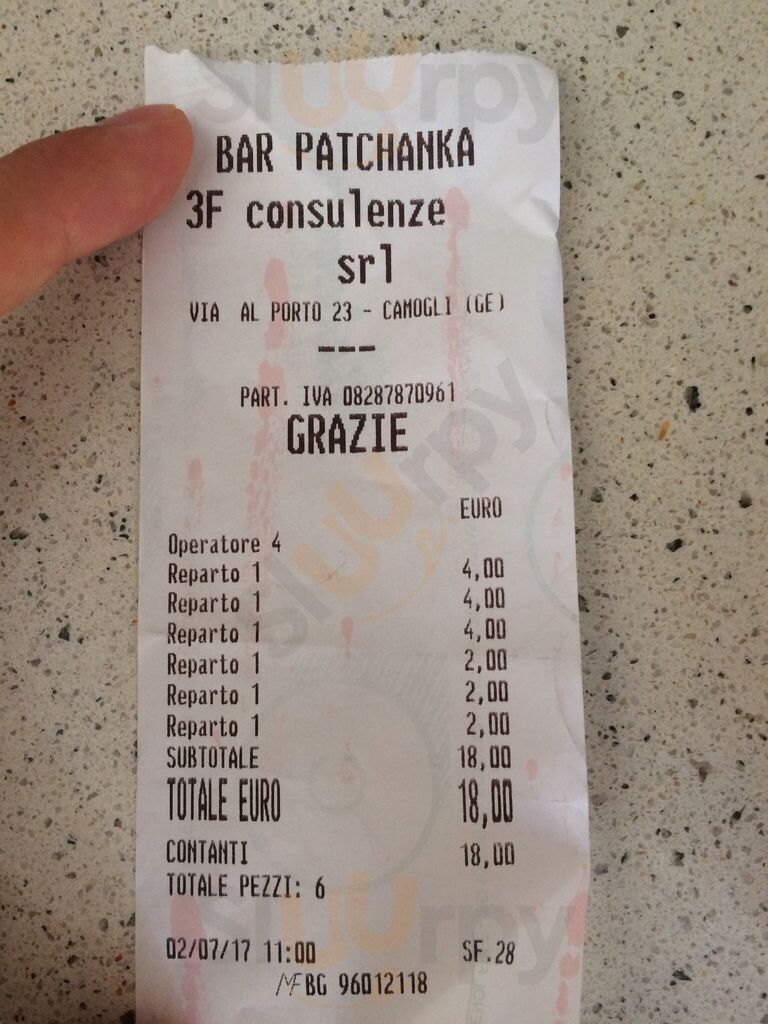 BAR PATCHANKA
3F consulenze
srl
VIA AL PORTO 23 - CAMOGLI (GE)
---
PART. IVA 08287870961
GRAZIE
EURO
Operatore 4
Reparto 1 4,00
Reparto 1 4,00
Reparto 1 4,00
Reparto 1 2,00
Reparto 1 2,00
Reparto 1 2,00
SUBTOTALE 18,00
TOTALE EURO 18,00
CONTANTI 18,00
TOTALE PEZZI: 6
02/07/17 11:00 SF.28
MF BG 96012118
sluurpy
sluurpy
sluurpy